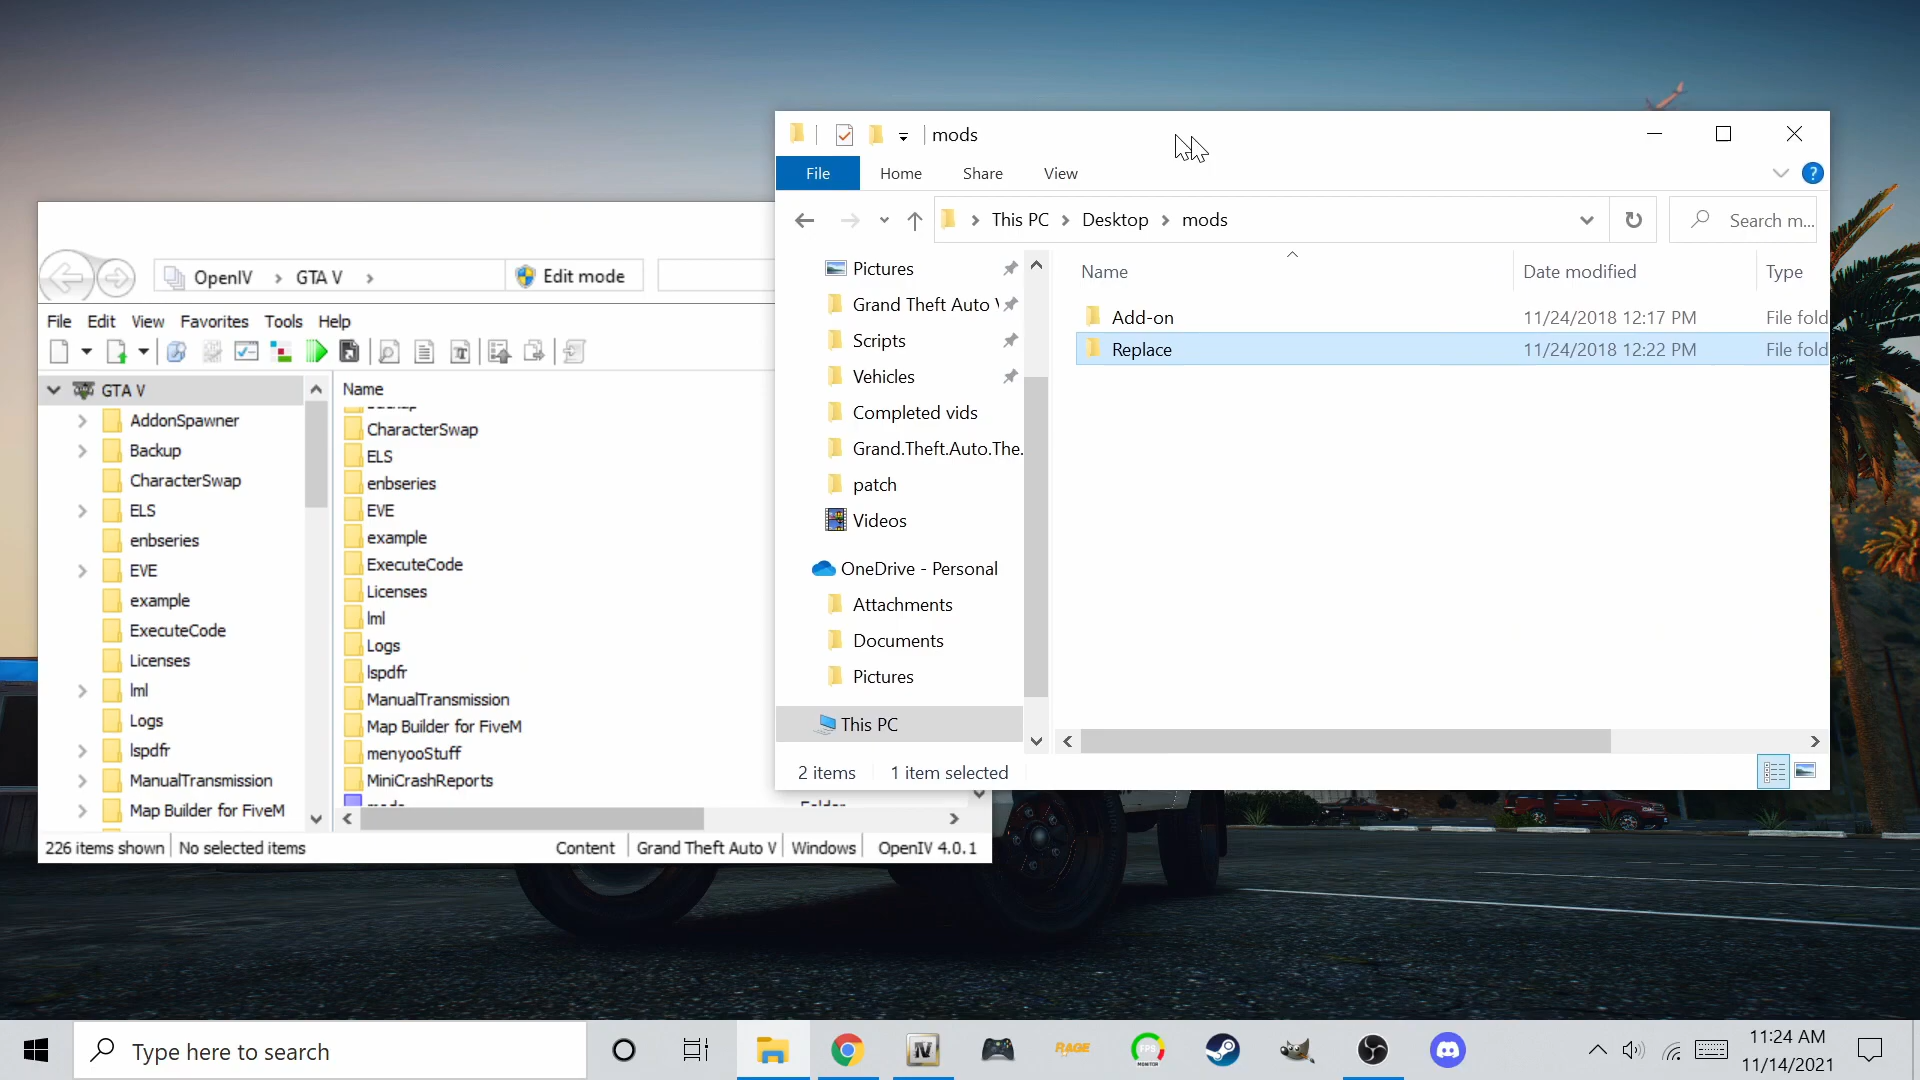 mods
File
Home
Share
View
?
This PC
Desktop
mods
Search m...
Name
Date modified
Type
Pictures
Grand Theft Auto
Scripts
Vehicles
Completed vids
Grand.Theft.Auto.The.
patch
Videos
OneDrive - Personal
Attachments
Documents
Pictures
This PC
Add-on 11/24/2018 12:17 PM File fold
Replace 11/24/2018 12:22 PM File fold
2 items 1 item selected
OpenIV
GTA V
Edit mode
File Edit View Favorites Tools Help
GTA V
AddonSpawner
Backup
CharacterSwap
ELS
enbseries
EVE
example
ExecuteCode
Licenses
lml
Logs
lspdfr
ManualTransmission
Map Builder for FiveM
Name
CharacterSwap
ELS
enbseries
EVE
example
ExecuteCode
Licenses
lml
Logs
lspdfr
ManualTransmission
Map Builder for FiveM
menyooStuff
MiniCrashReports
226 items shown
No selected items
Content
Grand Theft Auto V
Windows
OpenIV 4.0.1
Type here to search
RAGE
FPS
MONITOR
11:24 AM
11/14/2021